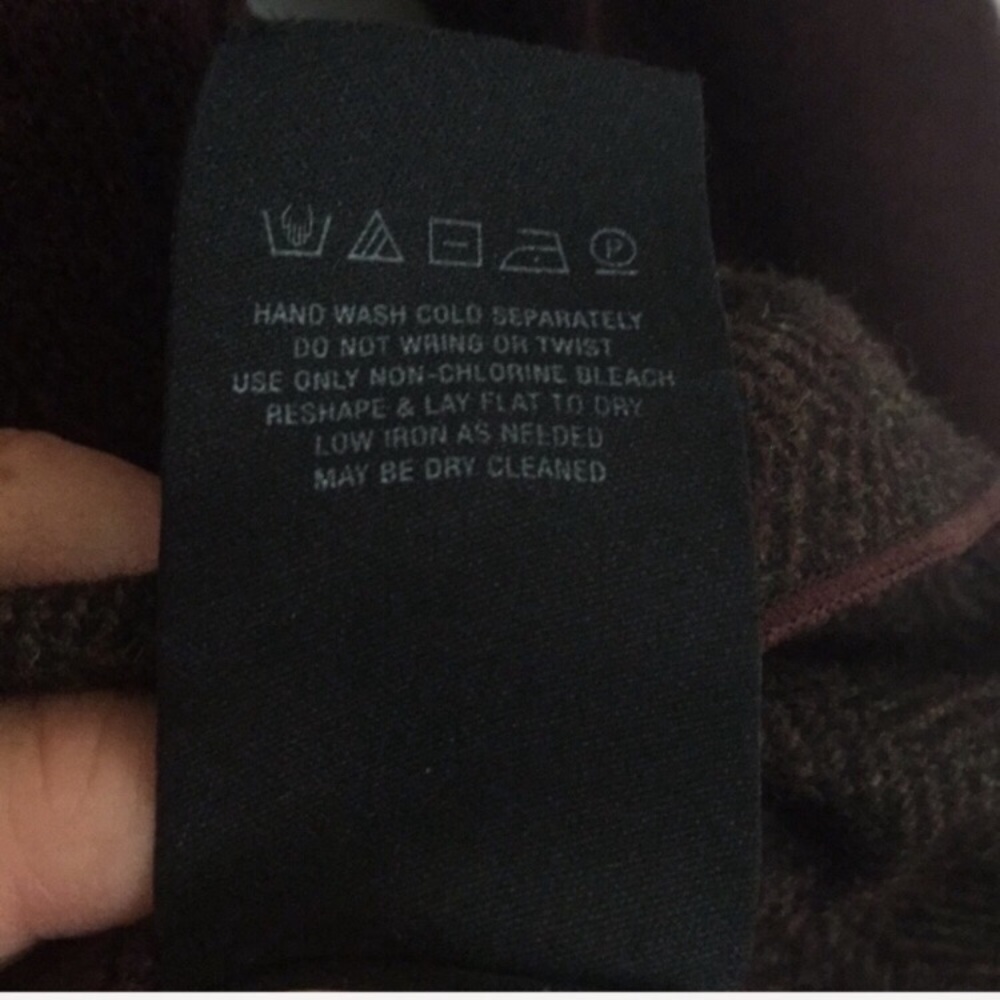 P
HAND WASH COLD SEPARATELY
DO NOT WRING OR TWIST
USE ONLY NON-CHLORINE BLEACH
RESHAPE & LAY FLAT TO DRY
LOW IRON AS NEEDED
MAY BE DRY CLEANED